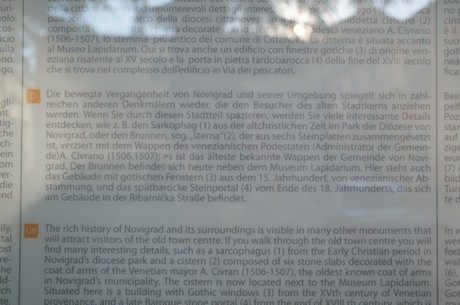 della città in
composta
(1506-1507), lo stemma più antico del comune di Cittanova. La cisterna è situata accanto
al Museo Lapidarium. Qui si trova anche un edificio con finestre gotiche (3) di origine ven-
eziana risalente al XV secolo e la porta in pietra tardobarocca (4) della fine del XVIII secolo
che si trova nel complesso dell'edificio in Via dei pescatori.
Die bewegte Vergangenheit von Novigrad und seiner Umgebung spiegelt sich in zahl-
reichen anderen Denkmälern wieder, die den Besucher des alten Stadtkerns anziehen
werden. Wenn Sie durch diesen Stadtteil spazieren, werden Sie viele interessante Details
entdecken, wie z. B. den Sarkophag (1) aus der altchristlichen Zeit im Park der Diözese von
Novigrad, oder den Brunnen, sog. „sterna"(2), der aus sechs Steinplatten zusammengesetzt
ist, verziert mit dem Wappen des venezianischen Podestaten (Administrator der Gemein-
de)A. Civrano (1506-1507); es ist das älteste bekannte Wappen der Gemeinde von Novi-
grad. Der Brunnen befindet sich heute neben dem Museum Lapidarium. Hier steht auch
das Gebäude mit gotischen Fenstern (3) aus dem 15. Jahrhundert, von venezianischer Ab-
stammung, und das spätbarocke Steinportal (4) vom Ende des 18. Jahrhunderts, das sich
am Gebäude in der Ribarnička Straße befindet.
The rich history of Novigrad and its surroundings is visible in many other monuments that
will attract visitors of the old town centre. If you walk through the old town centre you will
find many interesting details, such as a sarcophagus (1) from the Early Christian period in
Novigrad's diocese park and a cistern (2) composed of six stone slabs decorated with the
coat of arms of the Venetian mayor A. Civran (1506-1507), the oldest known coat of arms
in Novigrad's municipality. The cistern is now located next to the Museum Lapidarium.
Situated here is a building with Gothic windows (3) from the XVth century of Venetian
provenance, and a late Baroque stone portal (4) from the end of